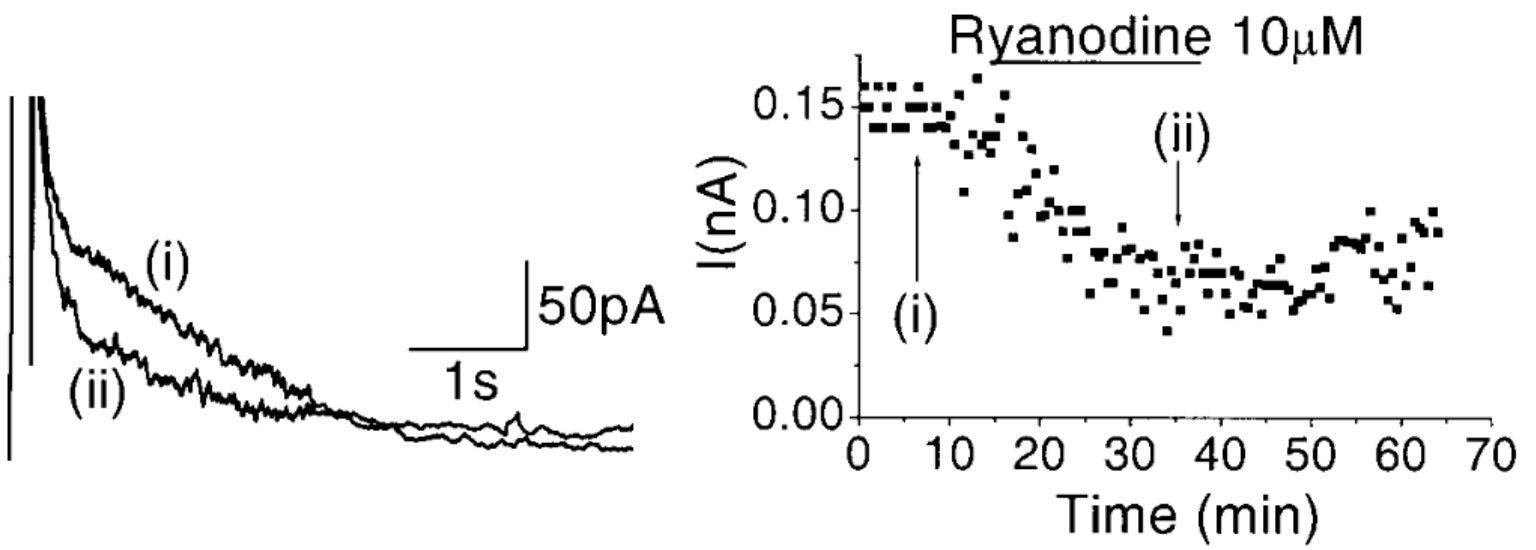 (i)
(ii)
50pA
1s
Ryanodine 10μM
I(nA)
0.15
0.10
0.05
0.00
(ii)
(i)
0 10 20 30 40 50 60 70
Time (min)